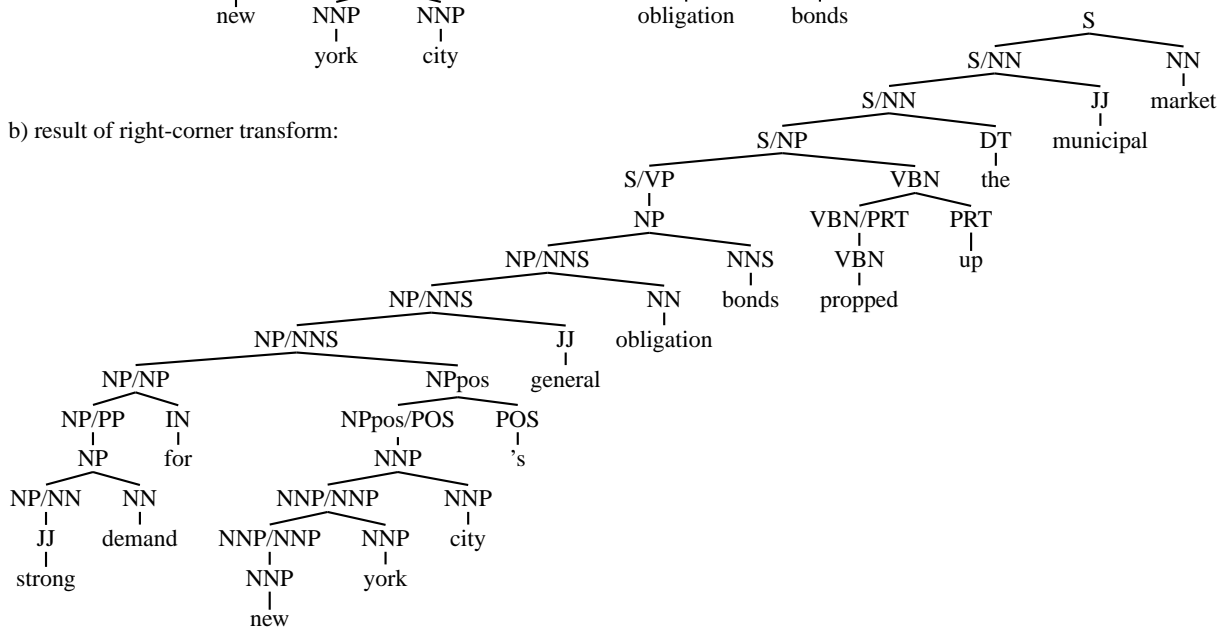 new NNP NNP obligation bonds
S
york city
S/NN NN
S/NN JJ market
b) result of right-corner transform:
S/NP DT municipal
S/VP VBN the
NP VBN/PRT PRT
NP/NNS NNS VBN up
NP/NNS NN bonds propped
NP/NNS JJ obligation
NP/NP NPpos general
NP/PP IN NPpos/POS POS
NP for NNP 's
NP/NN NN NNP/NNP NNP
JJ demand NNP/NNP NNP city
strong NNP york
new